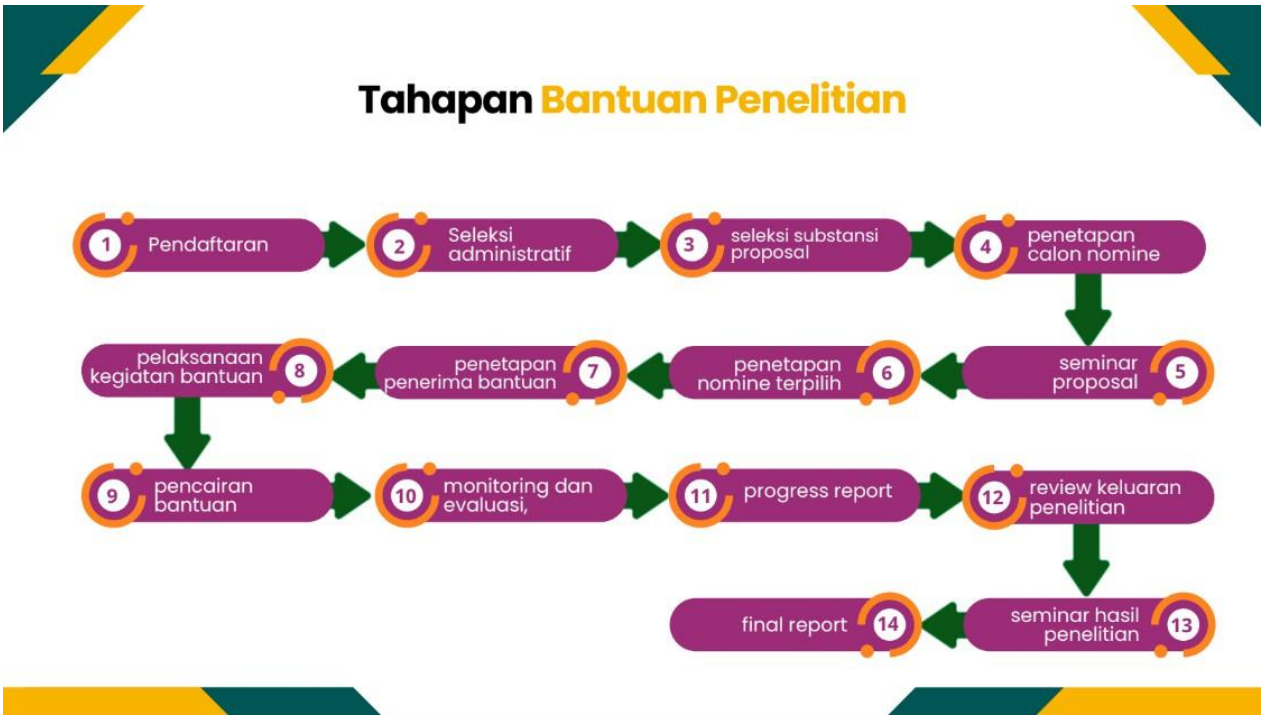 Tahapan Bantuan Penelitian
1 Pendaftaran
2 Seleksi
administratif
3 seleksi substansi
proposal
4 penetapan
calon nomine
5 seminar
proposal
6 penetapan
nomine terpilih
7 penetapan
penerima bantuan
8 pelaksanaan
kegiatan bantuan
9 pencairan
bantuan
10 monitoring dan
evaluasi,
11 progress report
12 review keluaran
penelitian
13 seminar hasil
penelitian
14 final report